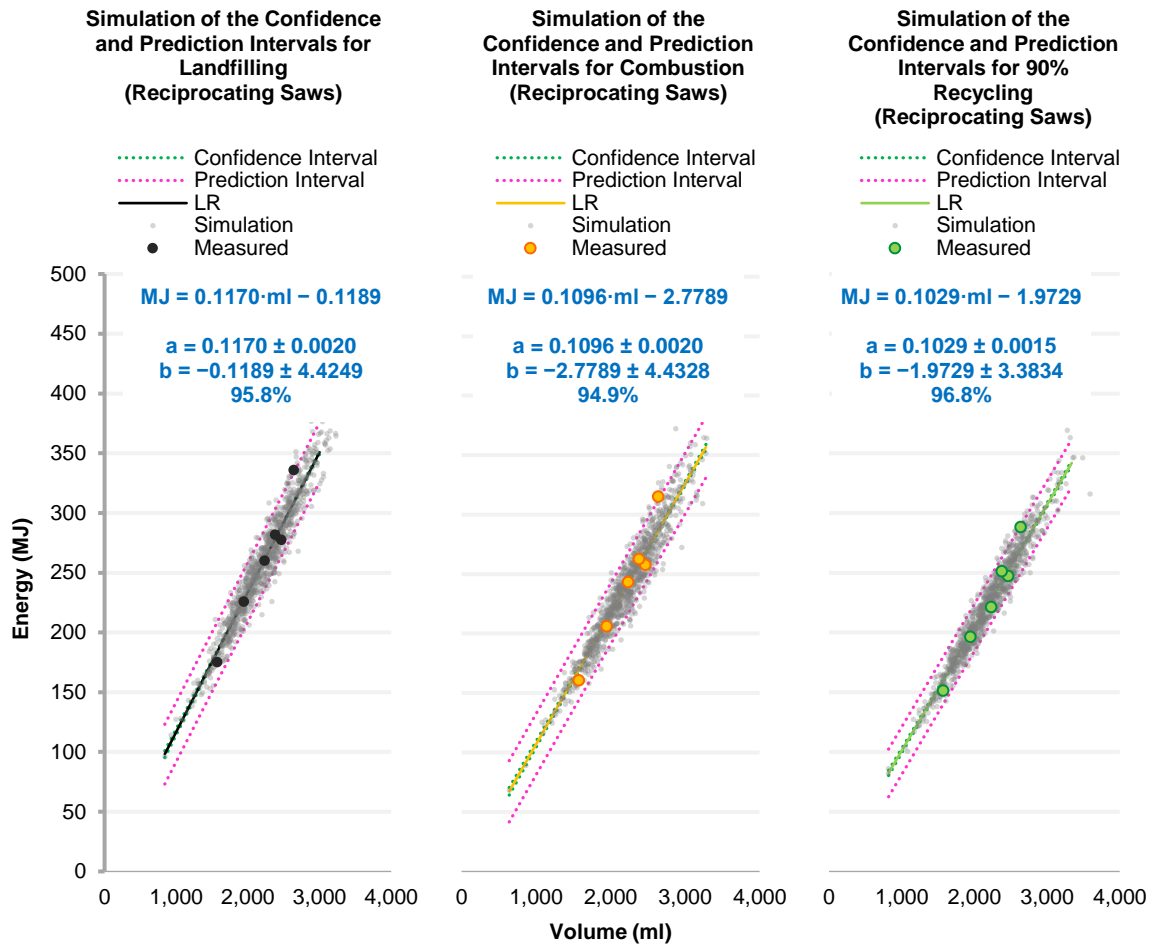 Simulation of the Confidence
and Prediction Intervals for
Landfilling
(Reciprocating Saws)
Confidence Interval
Prediction Interval
LR
Simulation
Measured
MJ = 0.1170·ml − 0.1189
a = 0.1170 ± 0.0020
b = −0.1189 ± 4.4249
95.8%
Simulation of the
Confidence and Prediction
Intervals for Combustion
(Reciprocating Saws)
Confidence Interval
Prediction Interval
LR
Simulation
Measured
MJ = 0.1096·ml − 2.7789
a = 0.1096 ± 0.0020
b = −2.7789 ± 4.4328
94.9%
Simulation of the
Confidence and Prediction
Intervals for 90%
Recycling
(Reciprocating Saws)
Confidence Interval
Prediction Interval
LR
Simulation
Measured
MJ = 0.1029·ml − 1.9729
a = 0.1029 ± 0.0015
b = −1.9729 ± 3.3834
96.8%
Energy (MJ)
500
450
400
350
300
250
200
150
100
50
0
0 1,000 2,000 3,000 4,000
0 1,000 2,000 3,000 4,000
0 1,000 2,000 3,000 4,000
Volume (ml)